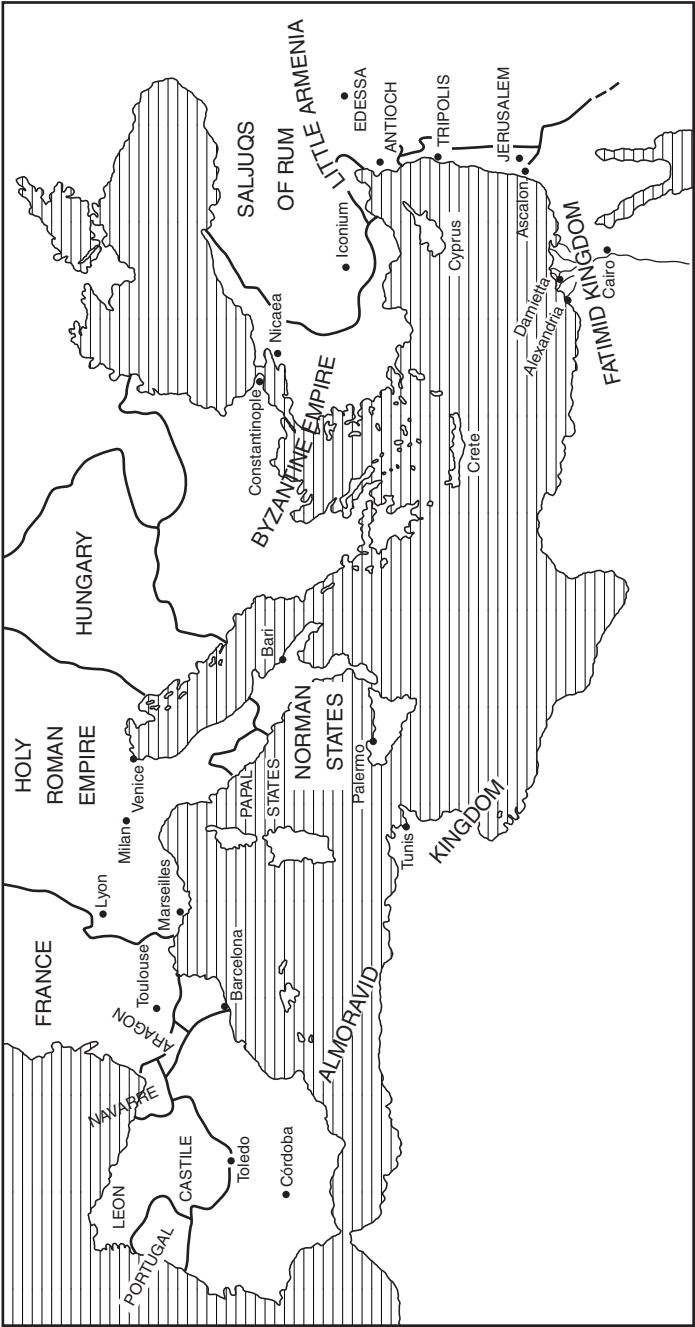 FRANCE
HOLY
ROMAN
EMPIRE
HUNGARY
Lyon
Milan
Venice
Marseilles
Toulouse
ARAGON
NAVARRE
Barcelona
LEON
CASTILE
PORTUGAL
Toledo
Córdoba
PAPAL
STATES
NORMAN
STATES
Bari
Palermo
Tunis
ALMORAVID
KINGDOM
Constantinople
Nicaea
BYZANTINE EMPIRE
SALJUQS
OF RUM
Iconium
LITTLE ARMENIA
EDESSA
ANTIOCH
TRIPOLIS
JERUSALEM
Ascalon
Cyprus
Crete
Damietta
Alexandria
Cairo
FATIMID KINGDOM